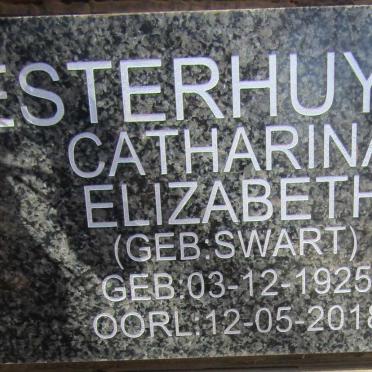 ESTERHUY
CATHARINA
ELIZABETH
(GEB:SWART)
GEB:03-12-1925
OORL:12-05-2018